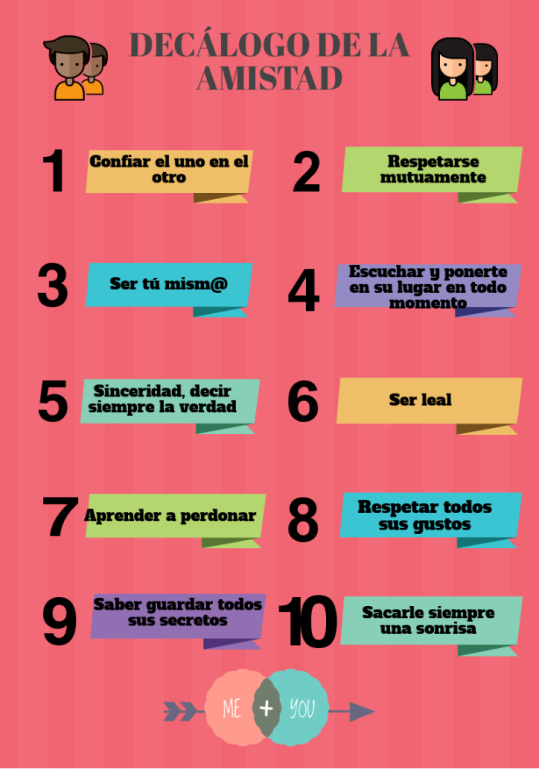 DECÁLOGO DE LA
AMISTAD
1
Confiar el uno en el
otro
2
Respetarse
mutuamente
3
Ser tú mism@
4
Escuchar y ponerte
en su lugar en todo
momento
5
Sinceridad, decir
siempre la verdad
6
Ser leal
7
Aprender a perdonar
8
Respetar todos
sus gustos
9
Saber guardar todos
sus secretos
10
Sacarle siempre
una sonrisa
ME + YOU